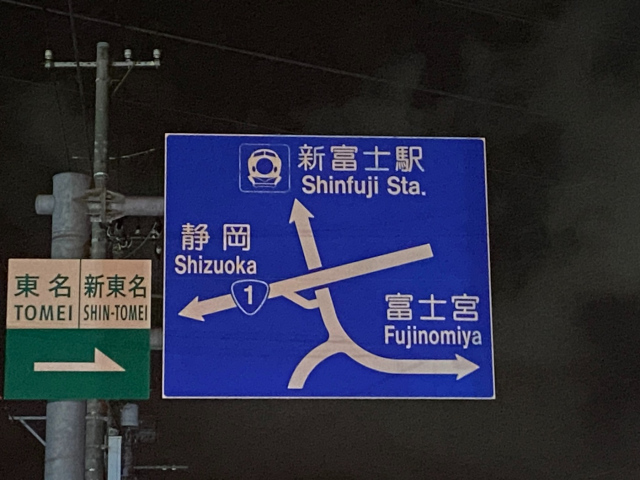 新富士駅
Shinfuji Sta.
静岡
Shizuoka
1
富士宮
Fujinomiya
東名
TOMEI
新東名
SHIN-TOMEI